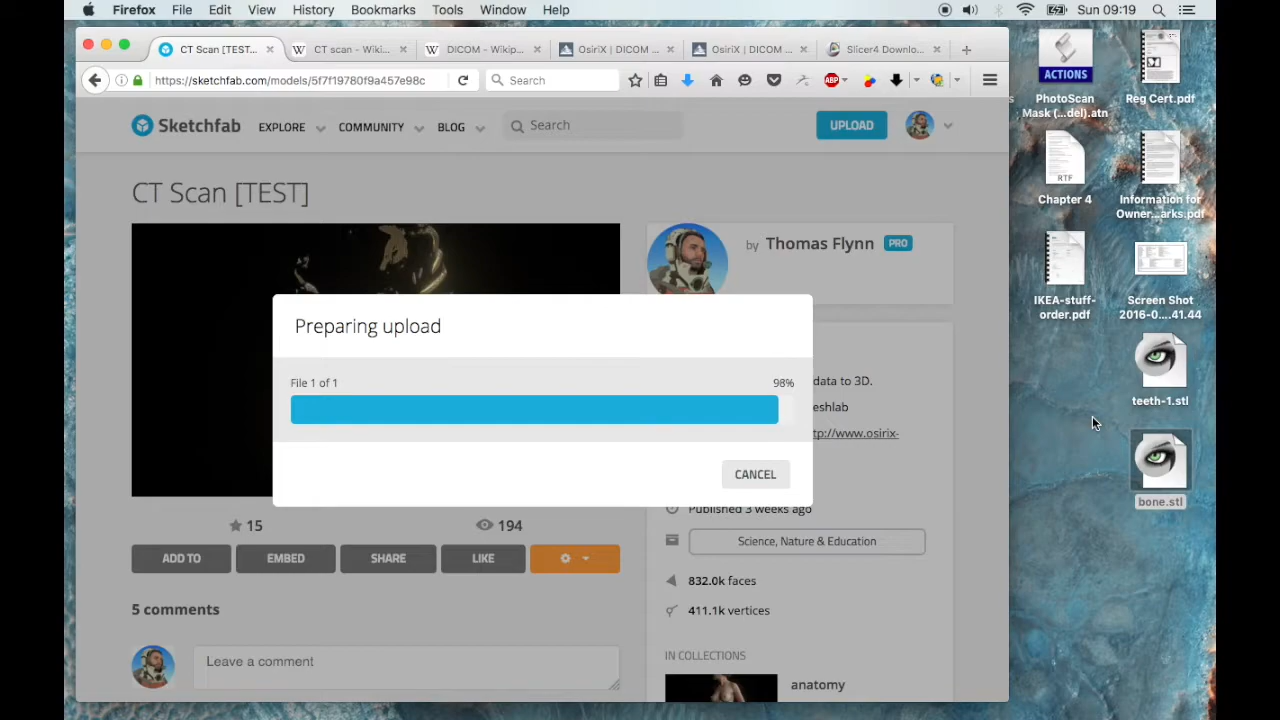 Firefox File Edit View History Bookmarks Tools Window Help Sun 09:19
CT Scan [TEST... CT scan - Wiki... - Wikip... OsiriX | DICOM ... OsiriX | DICOM ... Slicer4 Downlo...
https://sketchfab.com/models/5f7f1978f07a457e98c Search ABP
Sketchfab EXPLORE COMMUNITY BLOG Search UPLOAD
CT Scan [TEST]
by Thomas Flynn PRO
Preparing upload
File 1 of 1 98%
data to 3D.
eshlab
tp://www.osirix-
CANCEL
Published 3 weeks ago
15 194
Science, Nature & Education
ADD TO EMBED SHARE LIKE
832.0k faces
411.1k vertices
5 comments
Leave a comment
IN COLLECTIONS
anatomy
ACTIONS
PhotoScan
Mask (...del).atn
Reg Cert.pdf
RTF
Chapter 4
Information for
Owner...arks.pdf
IKEA-stuff-
order.pdf
Screen Shot
2016-0....41.44
teeth-1.stl
bone.stl